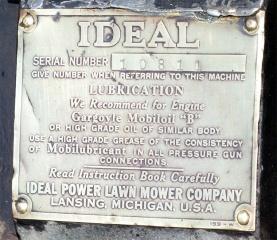 IDEAL
SERIAL NUMBER 10811
GIVE NUMBER WHEN REFERRING TO THIS MACHINE
LUBRICATION
We Recommend for Engine
Gargoyle Mobiloil "B"
OR HIGH GRADE OIL OF SIMILAR BODY
USE A HIGH GRADE GREASE OF THE CONSISTENCY
OF Mobilubricant IN ALL PRESSURE GUN
CONNECTIONS
Read Instruction Book Carefully
IDEAL POWER LAWN MOWER COMPANY
LANSING, MICHIGAN, U.S.A.